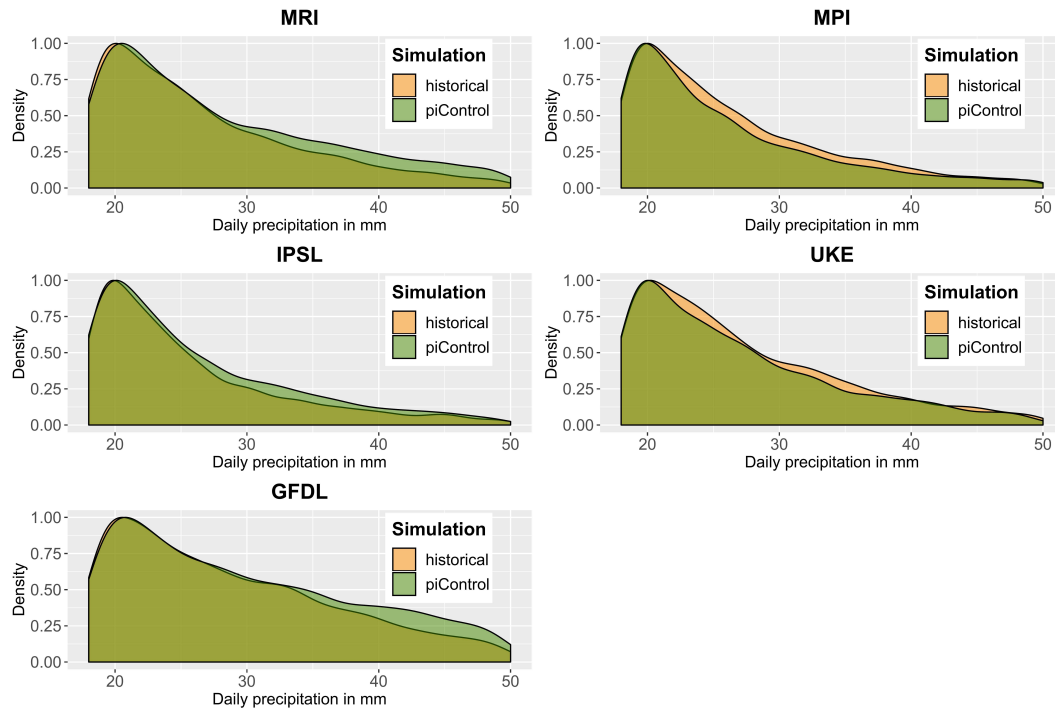 MRI
Density
1.00
0.75
0.50
0.25
0.00
20
30
40
50
Daily precipitation in mm
Simulation
historical
piControl
MPI
Density
1.00
0.75
0.50
0.25
0.00
20
30
40
50
Daily precipitation in mm
Simulation
historical
piControl
IPSL
Density
1.00
0.75
0.50
0.25
0.00
20
30
40
50
Daily precipitation in mm
Simulation
historical
piControl
UKE
Density
1.00
0.75
0.50
0.25
0.00
20
30
40
50
Daily precipitation in mm
Simulation
historical
piControl
GFDL
Density
1.00
0.75
0.50
0.25
0.00
20
30
40
50
Daily precipitation in mm
Simulation
historical
piControl